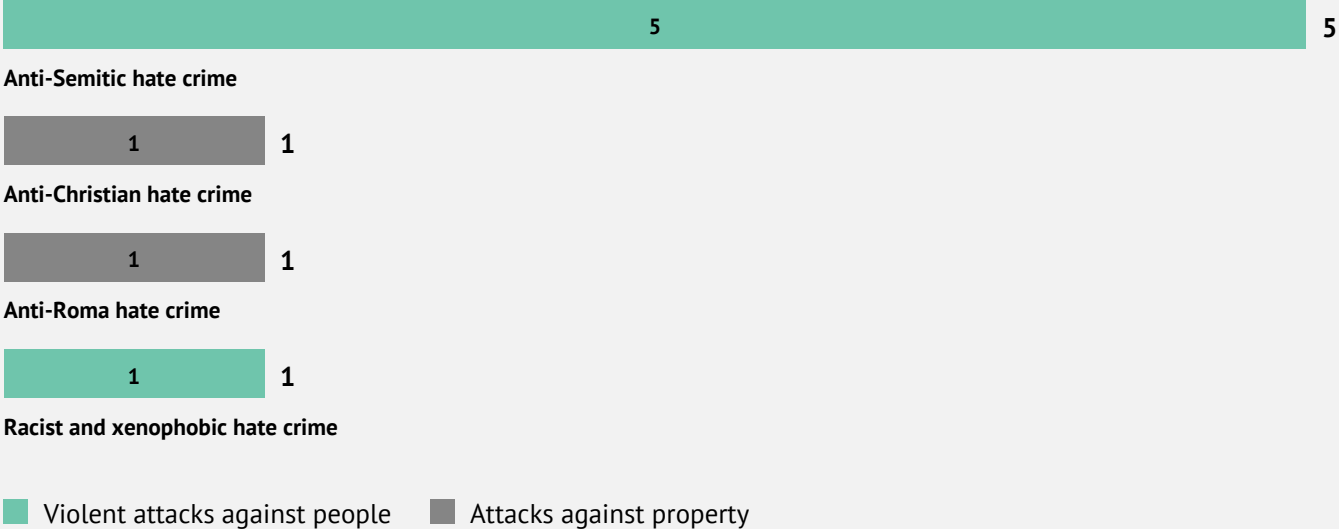 5 5
Anti-Semitic hate crime
1 1
Anti-Christian hate crime
1 1
Anti-Roma hate crime
1 1
Racist and xenophobic hate crime
Violent attacks against people Attacks against property